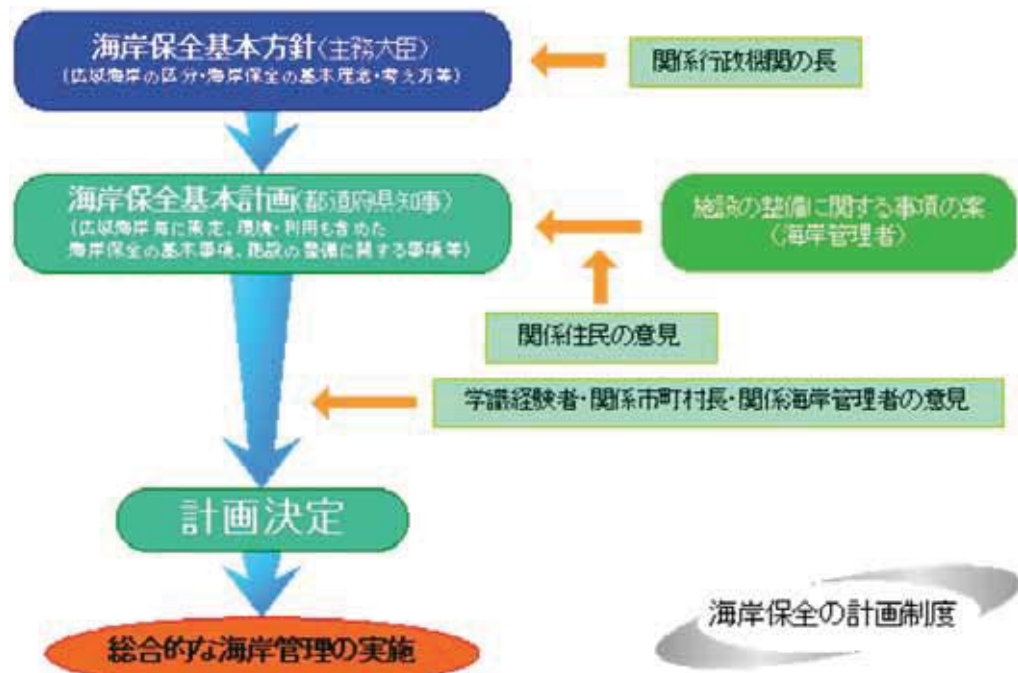 海岸保全基本方針(主務大臣)
(広域海岸の区分・海岸保全の基本理念・考え方等)
関係行政機関の長
海岸保全基本計画(都道府県知事)
(広域海岸毎に策定、環境・利用も含めた
海岸保全の基本事項、施設の整備に関する事項等)
施設の整備に関する事項の案
(海岸管理者)
関係住民の意見
学識経験者・関係市町村長・関係海岸管理者の意見
計画決定
総合的な海岸管理の実施
海岸保全の計画制度